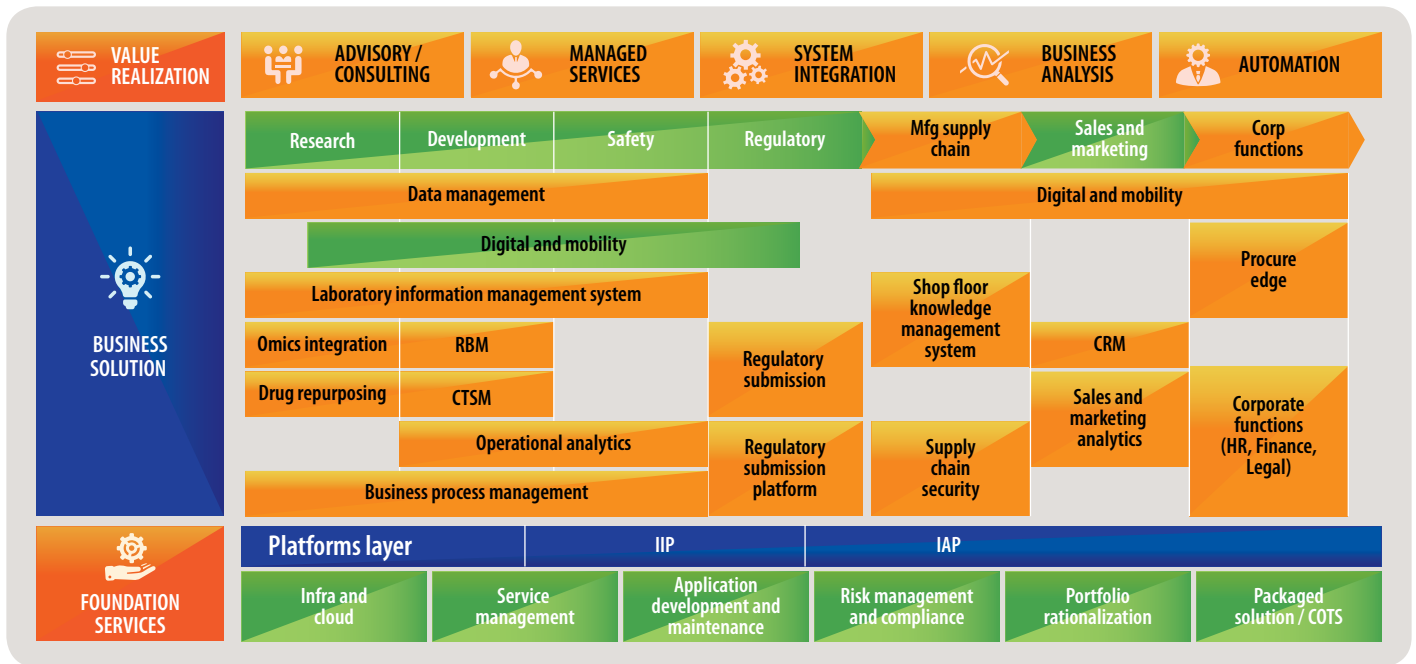 VALUE
REALIZATION
ADVISORY /
CONSULTING
MANAGED
SERVICES
SYSTEM
INTEGRATION
BUSINESS
ANALYSIS
AUTOMATION
BUSINESS
SOLUTION
Research
Development
Safety
Regulatory
Mfg supply
chain
Sales and
marketing
Corp
functions
Data management
Digital and mobility
Digital and mobility
Procure
edge
Laboratory information management system
Shop floor
knowledge
management
system
Omics integration
RBM
Regulatory
submission
CRM
Drug repurposing
CTSM
Sales and
marketing
analytics
Corporate
functions
(HR, Finance,
Legal)
Operational analytics
Regulatory
submission
platform
Supply
chain
security
Business process management
FOUNDATION
SERVICES
Platforms layer
IIP
IAP
Infra and
cloud
Service
management
Application
development and
maintenance
Risk management
and compliance
Portfolio
rationalization
Packaged
solution / COTS